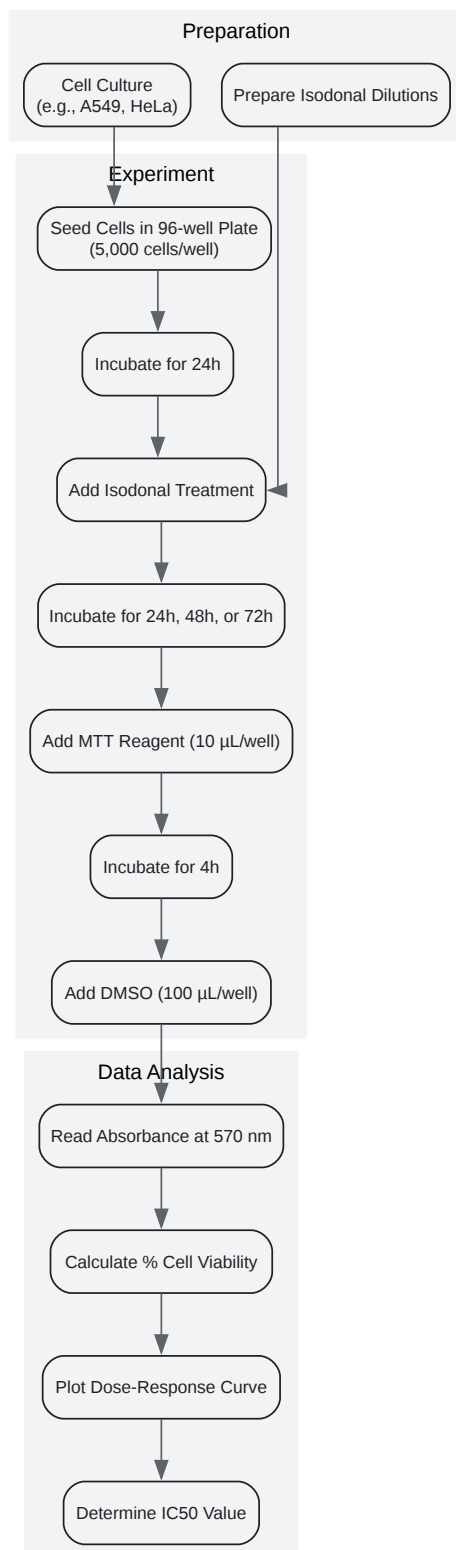 Preparation
Cell Culture
(e.g., A549, HeLa)
Prepare Isodonal Dilutions
Experiment
Seed Cells in 96-well Plate
(5,000 cells/well)
Incubate for 24h
Add Isodonal Treatment
Incubate for 24h, 48h, or 72h
Add MTT Reagent (10 µL/well)
Incubate for 4h
Add DMSO (100 µL/well)
Data Analysis
Read Absorbance at 570 nm
Calculate % Cell Viability
Plot Dose-Response Curve
Determine IC50 Value